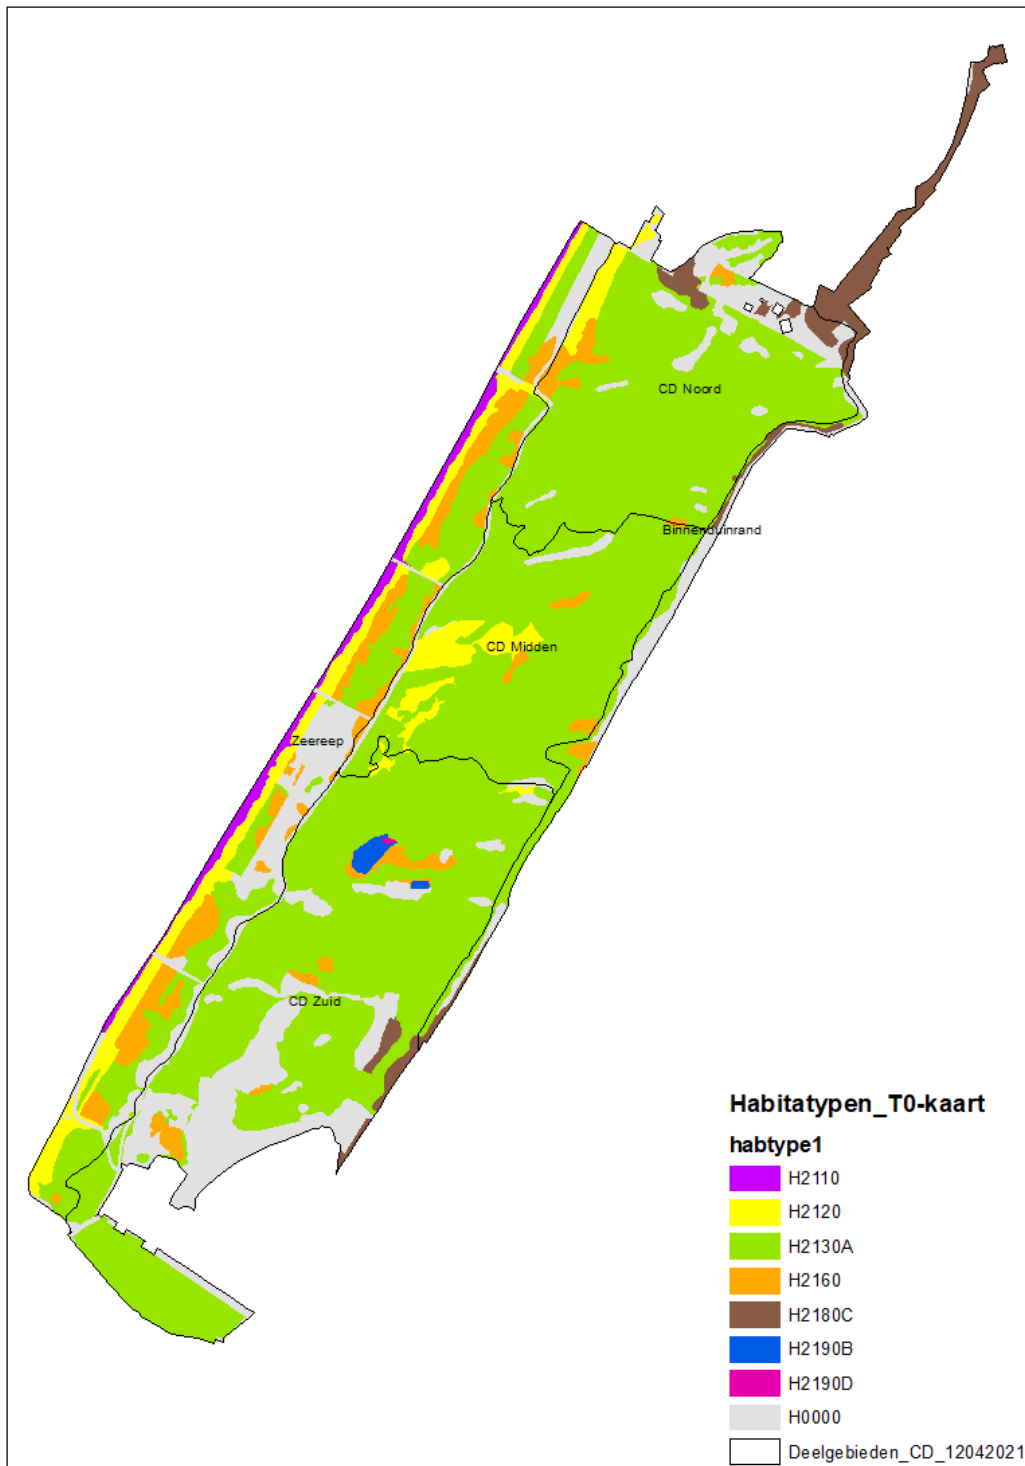 CD Noord
Binnenduinrand
CD Midden
Zeereep
CD Zuid
Habitatypen_T0-kaart
habtype1
H2110
H2120
H2130A
H2160
H2180C
H2190B
H2190D
H0000
Deelgebieden_CD_12042021